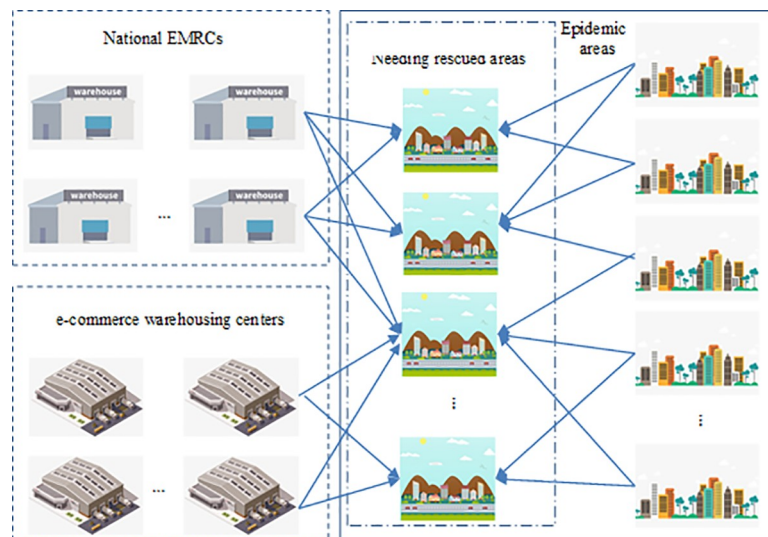 National EMRCs
warehouse
warehouse
warehouse
warehouse
...
e-commerce warehousing centers
...
Needing rescued areas
...
Epidemic
areas
...